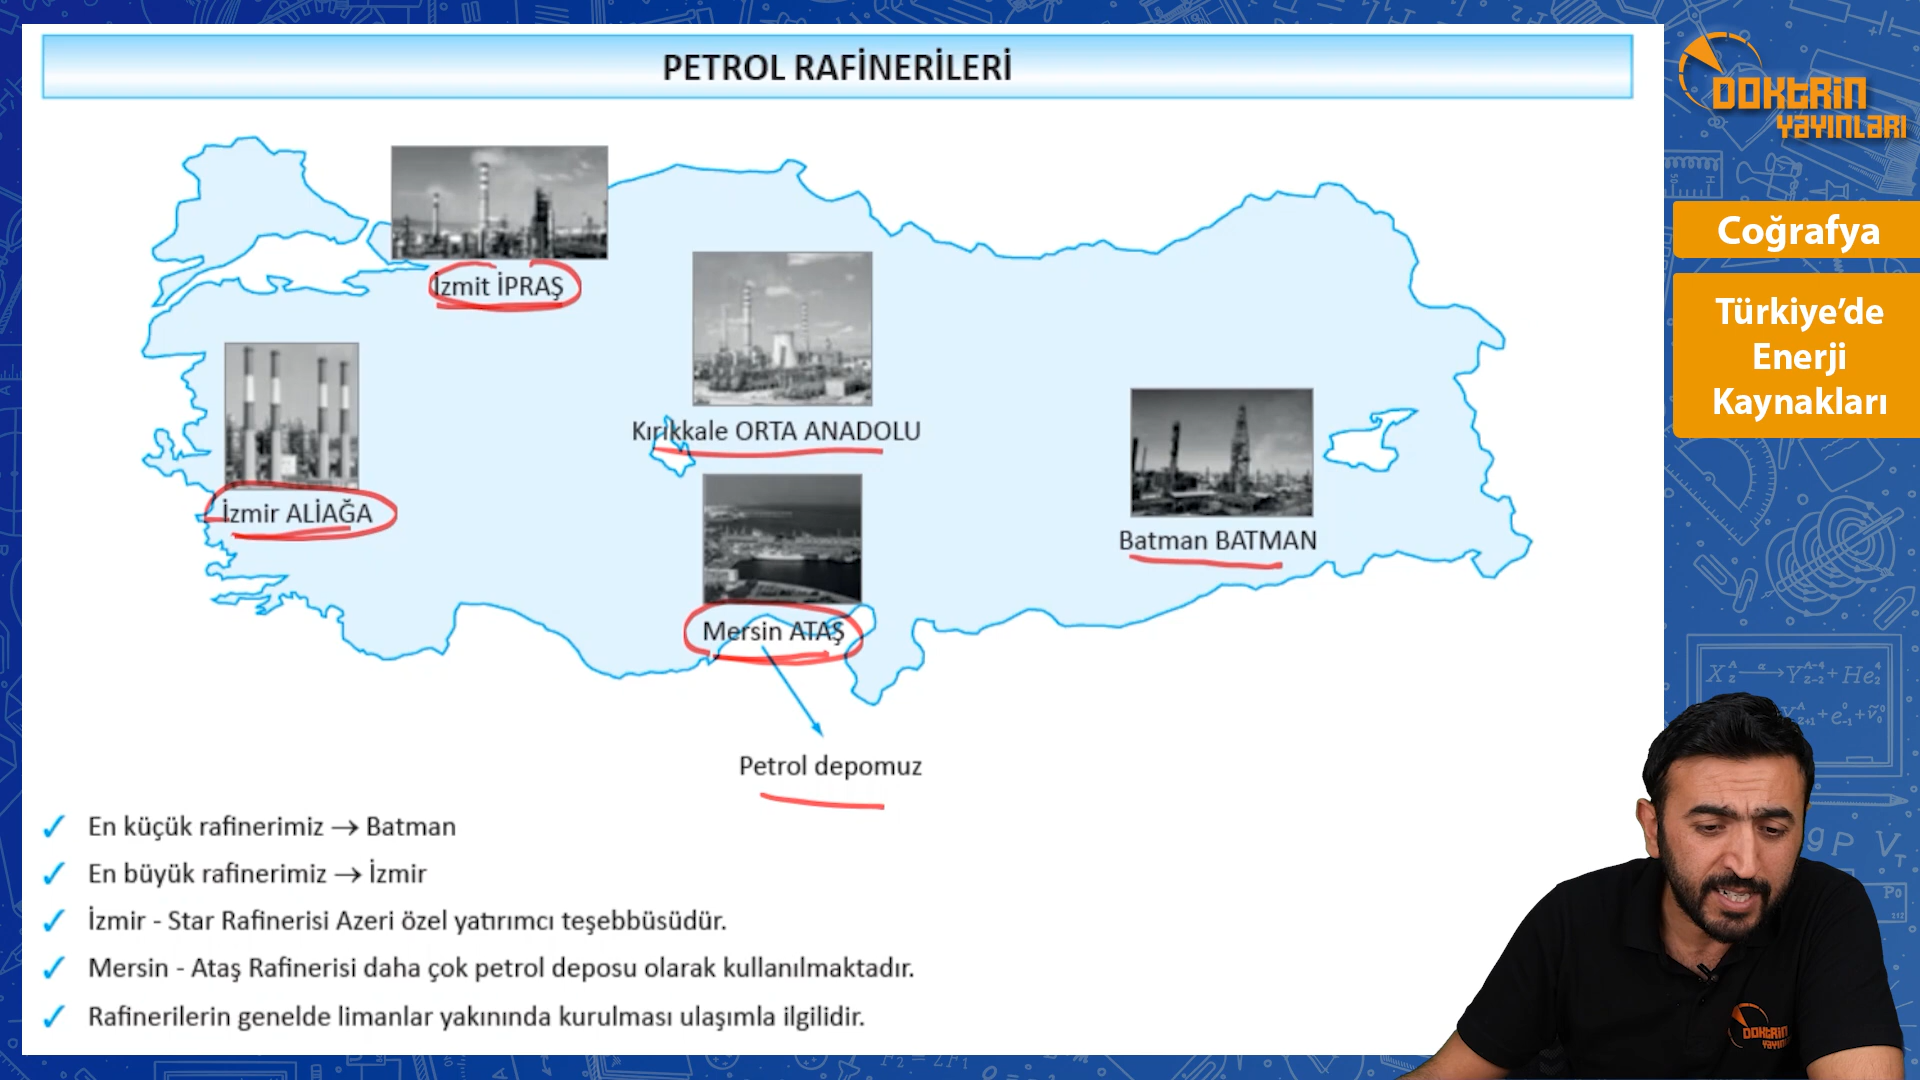 PETROL RAFİNERİLERİ
DOKTRİN
YAYINLARI
Coğrafya
Türkiye’de
Enerji
Kaynakları
İzmit İPRAŞ
Kırıkkale ORTA ANADOLU
İzmir ALİAĞA
Batman BATMAN
Mersin ATAŞ
Petrol depomuz
✓ En küçük rafinerimiz → Batman
✓ En büyük rafinerimiz → İzmir
✓ İzmir - Star Rafinerisi Azeri özel yatırımcı teşebbüsüdür.
✓ Mersin - Ataş Rafinerisi daha çok petrol deposu olarak kullanılmaktadır.
✓ Rafinerilerin genelde limanlar yakınında kurulması ulaşımla ilgilidir.
DOKTRİN
YAYINLARI